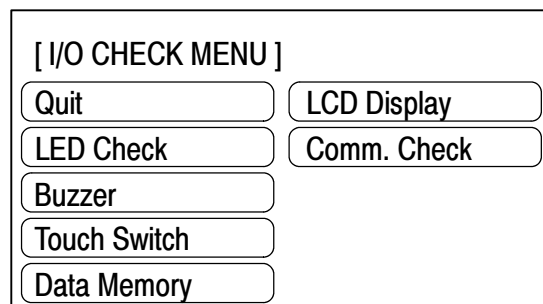 [ I/O CHECK MENU ]
Quit
LED Check
Buzzer
Touch Switch
Data Memory
LCD Display
Comm. Check